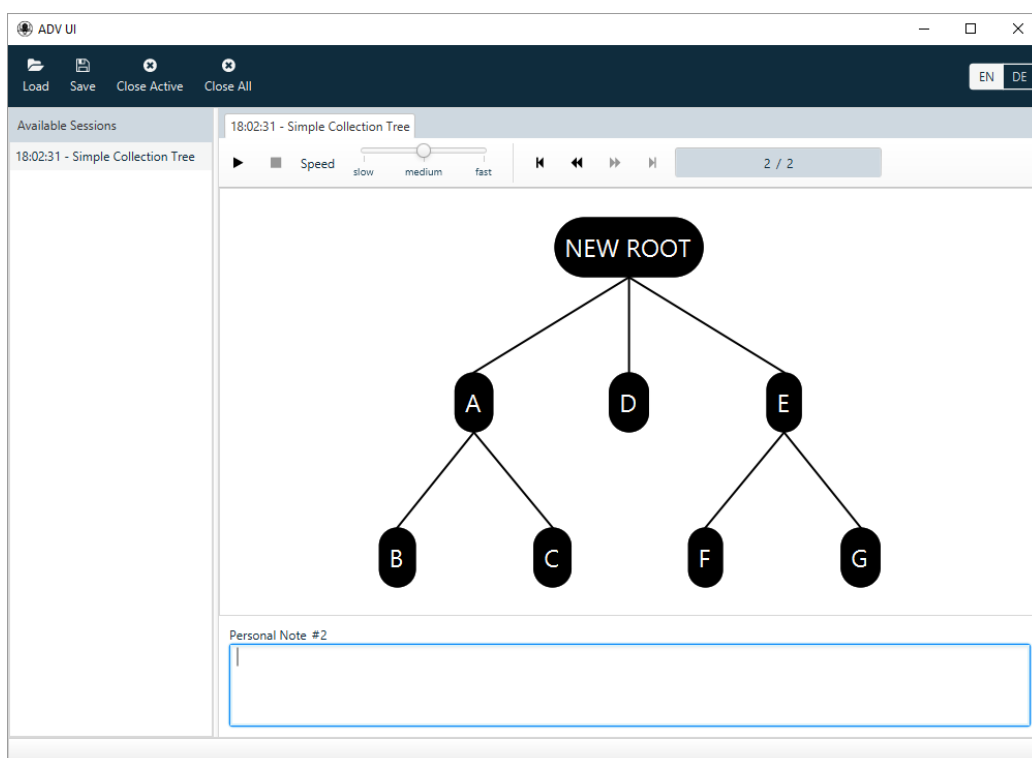 ADV UI
Load Save Close Active Close All EN DE
Available Sessions
18:02:31 - Simple Collection Tree
18:02:31 - Simple Collection Tree
Speed slow medium fast 2 / 2
NEW ROOT
A D E
B C F G
Personal Note #2